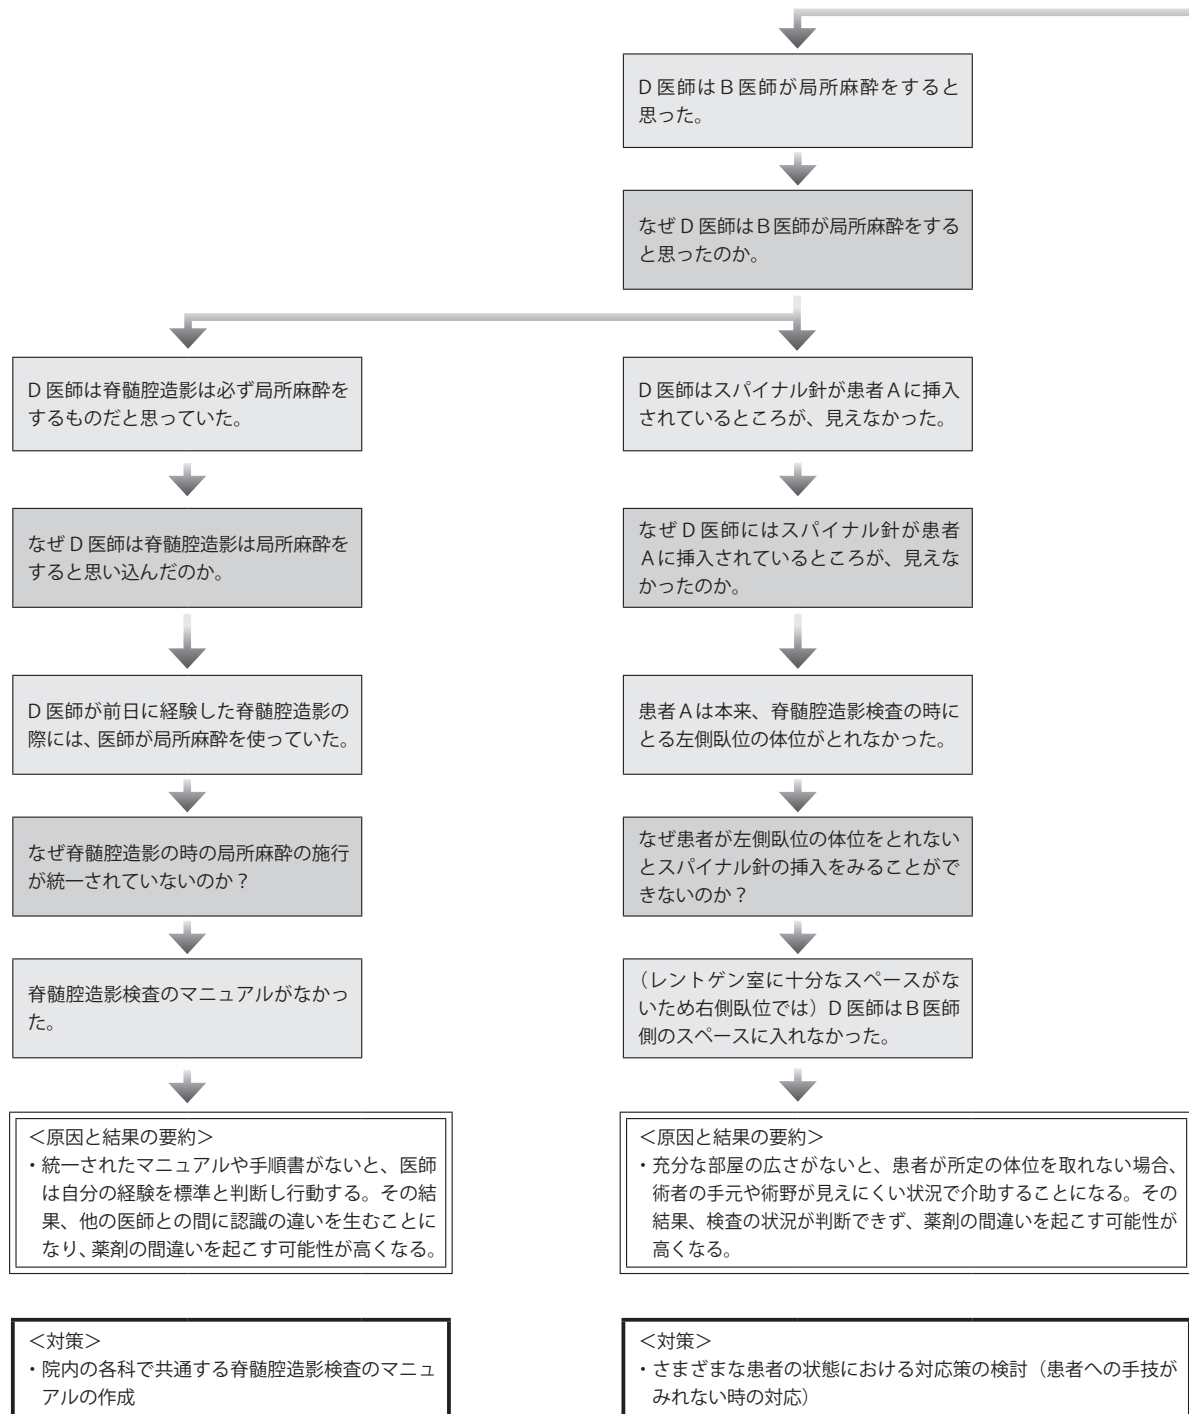 D 医師はB医師が局所麻酔をすると
思った。
なぜ D 医師はB医師が局所麻酔をする
と思ったのか。
D 医師は脊髄腔造影は必ず局所麻酔を
するものだと思っていた。
なぜ D 医師は脊髄腔造影は局所麻酔を
すると思い込んだのか。
D 医師が前日に経験した脊髄腔造影の
際には、医師が局所麻酔を使っていた。
なぜ脊髄腔造影の時の局所麻酔の施行
が統一されていないのか？
脊髄腔造影検査のマニュアルがなかっ
た。
＜原因と結果の要約＞
・統一されたマニュアルや手順書がないと、医師
は自分の経験を標準と判断し行動する。その結
果、他の医師との間に認識の違いを生むことに
なり、薬剤の間違いを起こす可能性が高くなる。
＜対策＞
・院内の各科で共通する脊髄腔造影検査のマニュ
アルの作成
D 医師はスパイナル針が患者Aに挿入
されているところが、見えなかった。
なぜ D 医師にはスパイナル針が患者
Aに挿入されているところが、見えな
かったのか。
患者Aは本来、脊髄腔造影検査の時に
とる左側臥位の体位がとれなかった。
なぜ患者が左側臥位の体位をとれない
とスパイナル針の挿入をみることがで
きないのか？
（レントゲン室に十分なスペースがな
いため右側臥位では）D 医師はB医師
側のスペースに入れなかった。
＜原因と結果の要約＞
・充分な部屋の広さがないと、患者が所定の体位を取れない場合、
術者の手元や術野が見えにくい状況で介助することになる。その
結果、検査の状況が判断できず、薬剤の間違いを起こす可能性が
高くなる。
＜対策＞
・さまざまな患者の状態における対応策の検討（患者への手技が
みれない時の対応）